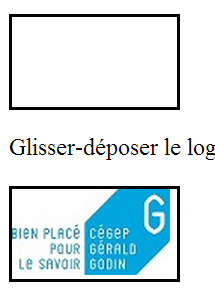 Glisser-déposer le log
G
BIEN PLACÉ CÉGEP
POUR GÉRALD
LE SAVOIR GODIN